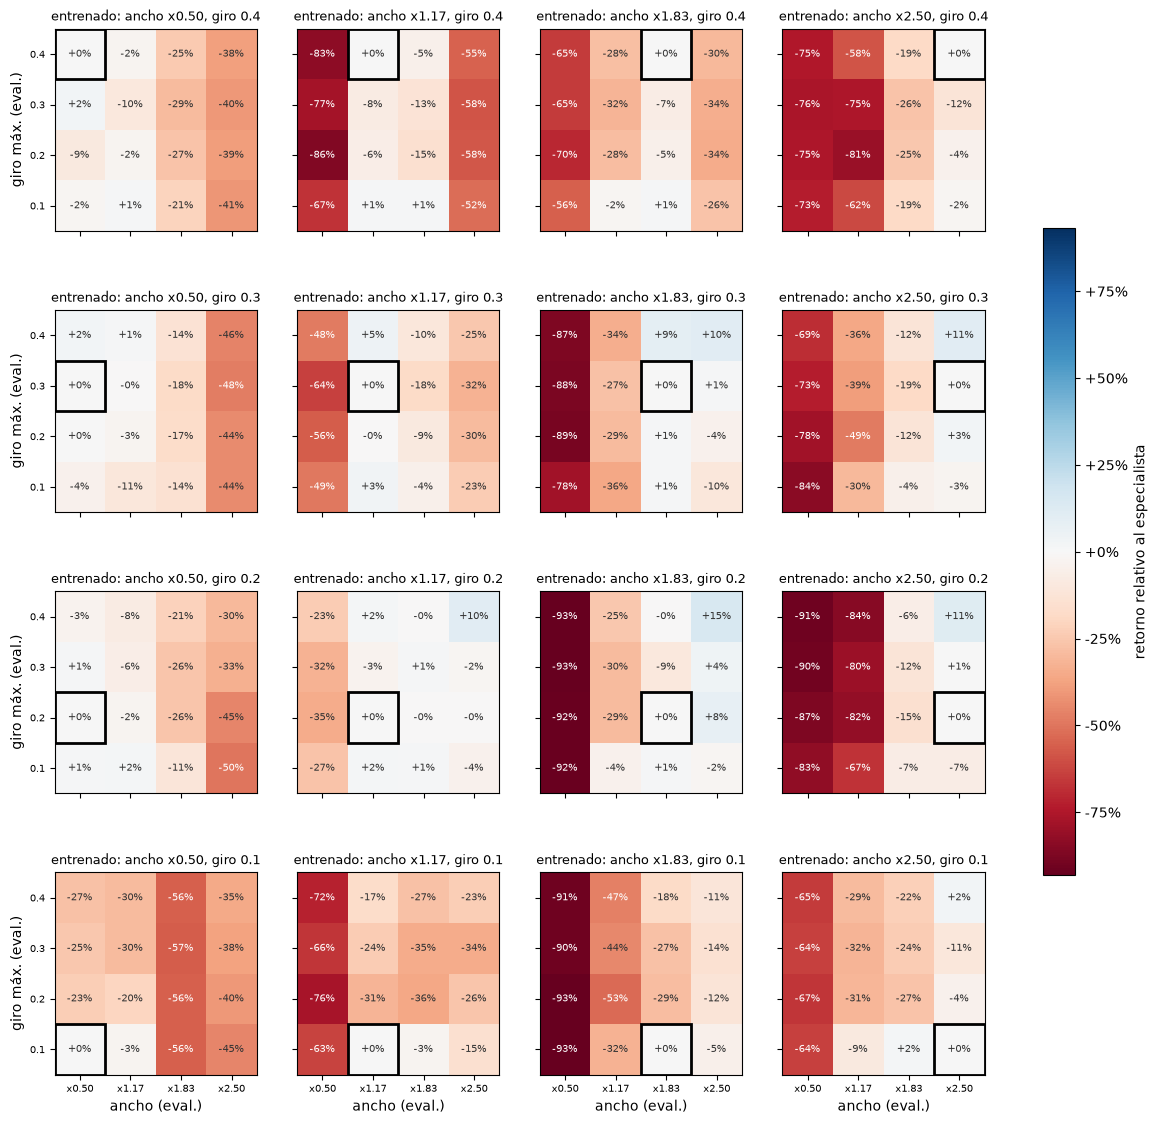 entrenado: ancho x0.50, giro 0.4 entrenado: ancho x1.17, giro 0.4 entrenado: ancho x1.83, giro 0.4 entrenado: ancho x2.50, giro 0.4
0.4 +0% -2% -25% -38% -83% +0% -5% -55% -65% -28% +0% -30% -75% -58% -19% +0%
0.3 +2% -10% -29% -40% -77% -8% -13% -58% -65% -32% -7% -34% -76% -75% -26% -12%
0.2 -9% -2% -27% -39% -86% -6% -15% -58% -70% -28% -5% -34% -75% -81% -25% -4%
0.1 -2% +1% -21% -41% -67% +1% +1% -52% -56% -2% +1% -26% -73% -62% -19% -2%
giro máx. (eval.)
entrenado: ancho x0.50, giro 0.3 entrenado: ancho x1.17, giro 0.3 entrenado: ancho x1.83, giro 0.3 entrenado: ancho x2.50, giro 0.3
0.4 +2% +1% -14% -46% -48% +5% -10% -25% -87% -34% +9% +10% -69% -36% -12% +11%
0.3 +0% -0% -18% -48% -64% +0% -18% -32% -88% -27% +0% +1% -73% -39% -19% +0%
0.2 +0% -3% -17% -44% -56% -0% -9% -30% -89% -29% +1% -4% -78% -49% -12% +3%
0.1 -4% -11% -14% -44% -49% +3% -4% -23% -78% -36% +1% -10% -84% -30% -4% -3%
giro máx. (eval.)
entrenado: ancho x0.50, giro 0.2 entrenado: ancho x1.17, giro 0.2 entrenado: ancho x1.83, giro 0.2 entrenado: ancho x2.50, giro 0.2
0.4 -3% -8% -21% -30% -23% +2% -0% +10% -93% -25% -0% +15% -91% -84% -6% +11%
0.3 +1% -6% -26% -33% -32% -3% +1% -2% -93% -30% -9% +4% -90% -80% -12% +1%
0.2 +0% -2% -26% -45% -35% +0% -0% -0% -92% -29% +0% +8% -87% -82% -15% +0%
0.1 +1% +2% -11% -50% -27% +2% +1% -4% -92% -4% +1% -2% -83% -67% -7% -7%
giro máx. (eval.)
entrenado: ancho x0.50, giro 0.1 entrenado: ancho x1.17, giro 0.1 entrenado: ancho x1.83, giro 0.1 entrenado: ancho x2.50, giro 0.1
0.4 -27% -30% -56% -35% -72% -17% -27% -23% -91% -47% -18% -11% -65% -29% -22% +2%
0.3 -25% -30% -57% -38% -66% -24% -35% -34% -90% -44% -27% -14% -64% -32% -24% -11%
0.2 -23% -20% -56% -40% -76% -31% -36% -26% -93% -53% -29% -12% -67% -31% -27% -4%
0.1 +0% -3% -56% -45% -63% +0% -3% -15% -93% -32% +0% -5% -64% -9% +2% +0%
giro máx. (eval.)
x0.50 x1.17 x1.83 x2.50 x0.50 x1.17 x1.83 x2.50 x0.50 x1.17 x1.83 x2.50 x0.50 x1.17 x1.83 x2.50
ancho (eval.) ancho (eval.) ancho (eval.) ancho (eval.)
+75%
+50%
+25%
+0%
-25%
-50%
-75%
retorno relativo al especialista